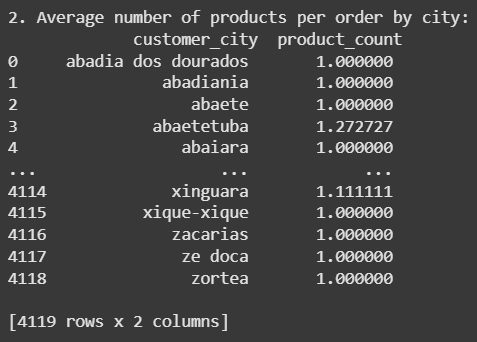 2. Average number of products per order by city:
customer_city product_count
0 abadia dos dourados 1.000000
1 abadiania 1.000000
2 abaete 1.000000
3 abaetetuba 1.272727
4 abaiara 1.000000
... ... ...
4114 xinguara 1.111111
4115 xique-xique 1.000000
4116 zacarias 1.000000
4117 ze doca 1.000000
4118 zortea 1.000000
[4119 rows x 2 columns]